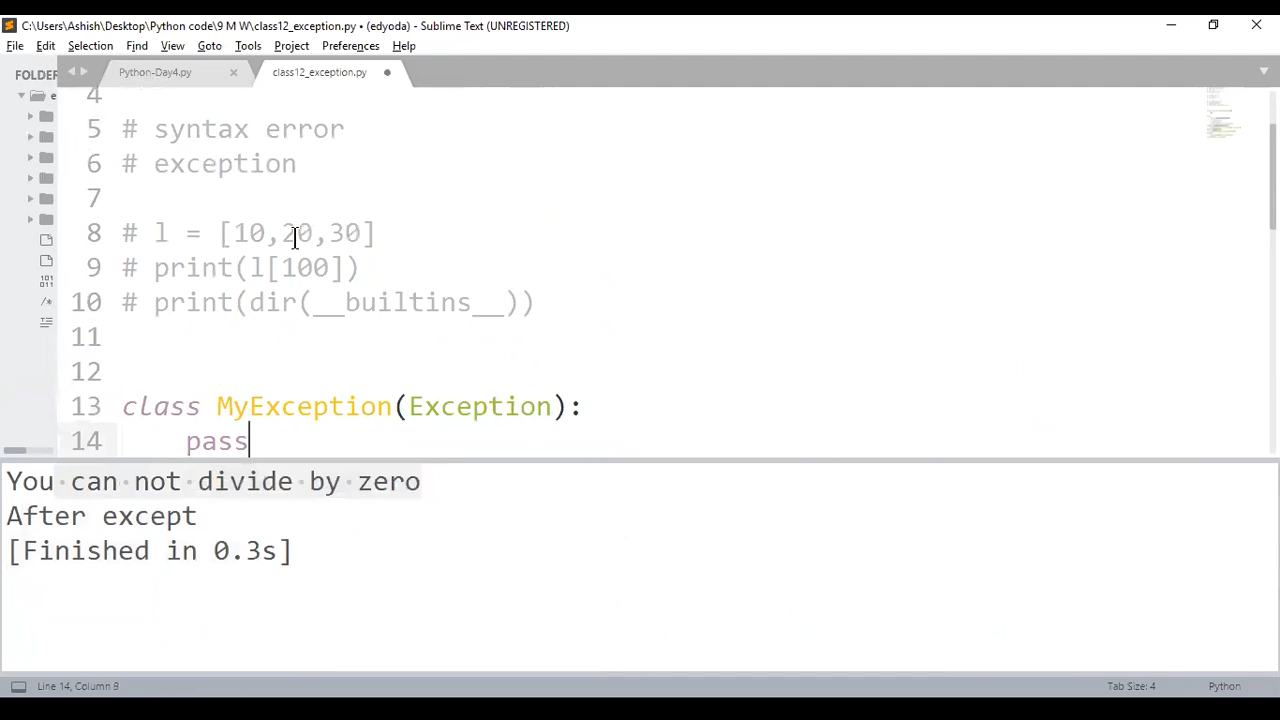 C:\Users\Ashish\Desktop\Python code\9 M W\class12_exception.py • (edyoda) - Sublime Text (UNREGISTERED)
File Edit Selection Find View Goto Tools Project Preferences Help
FOLDER Python-Day4.py class12_exception.py
e
4
5 # syntax error
6 # exception
7
8 # l = [10,20,30]
9 # print(l[100])
10 # print(dir(__builtins__))
11
12
13 class MyException(Exception):
14 pass
You can not divide by zero
After except
[Finished in 0.3s]
Line 14, Column 9 Tab Size: 4 Python